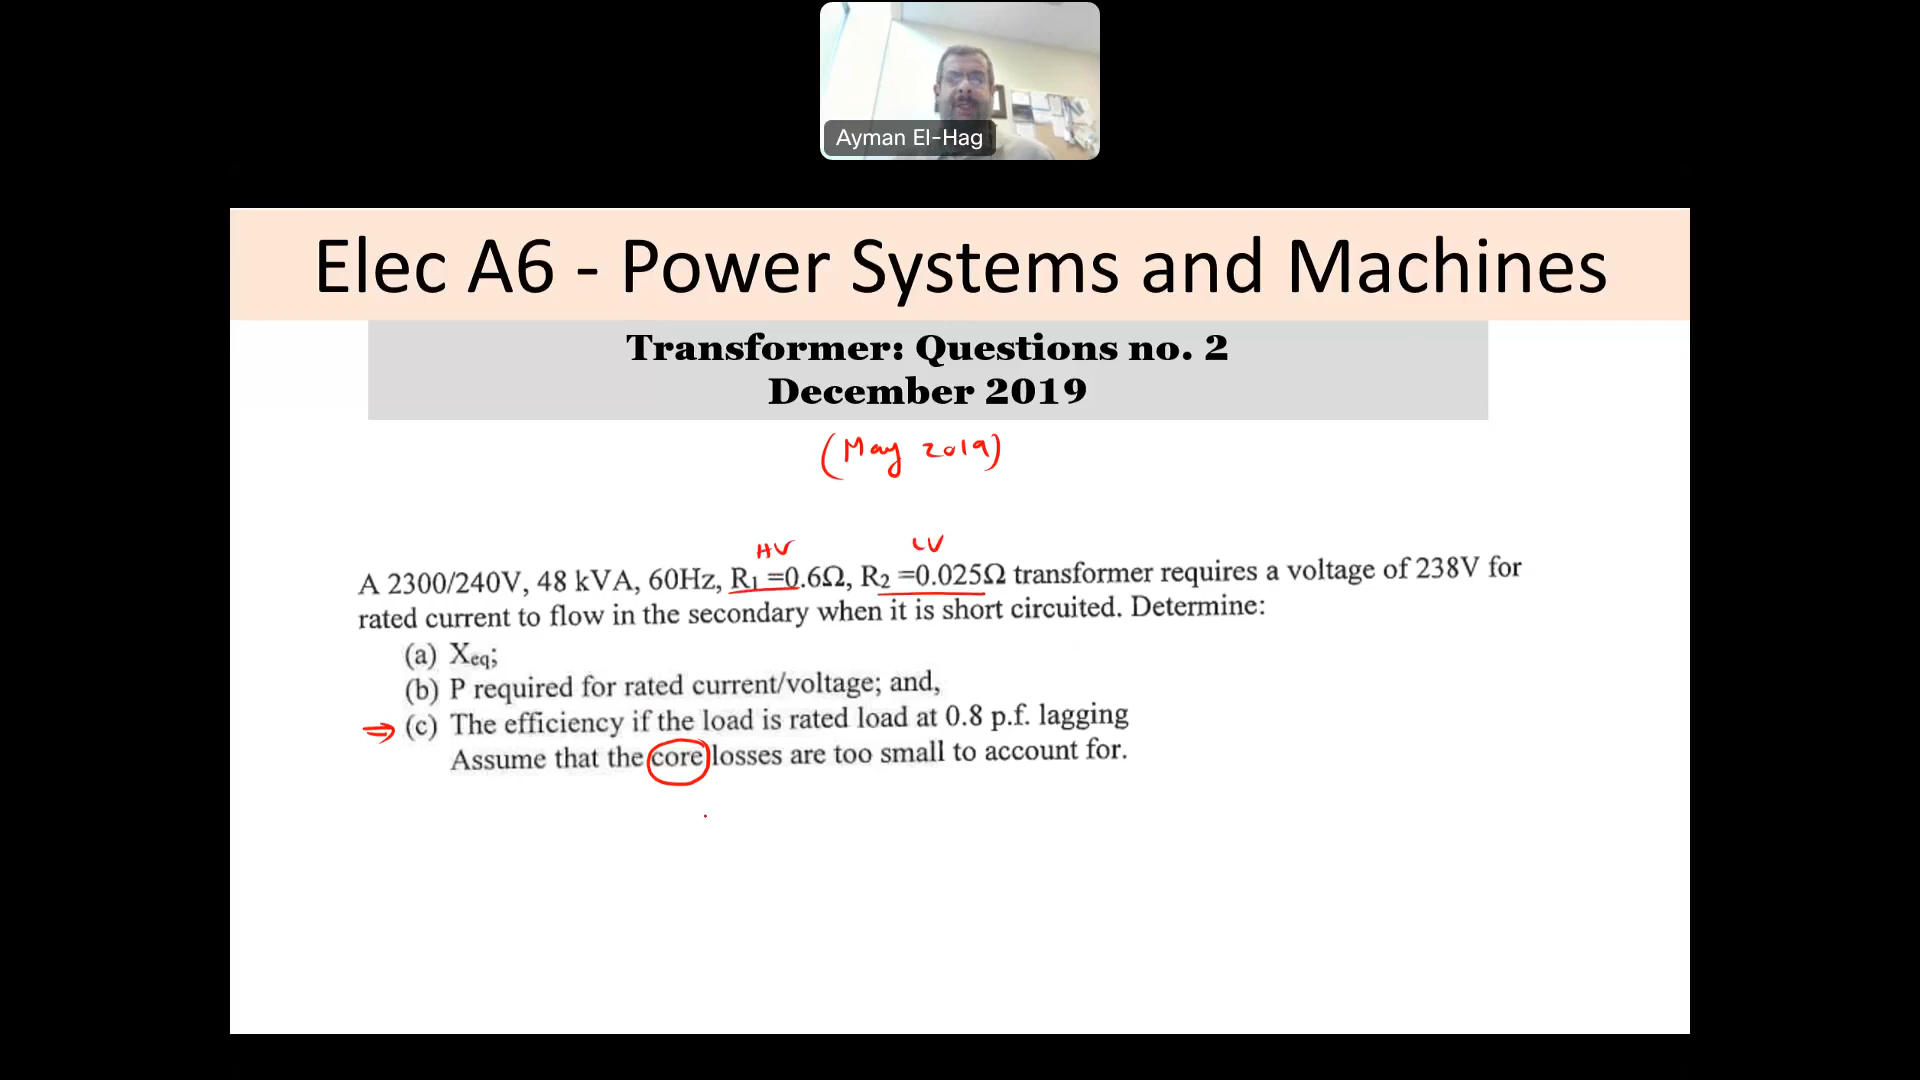 Ayman El-Hag
Elec A6 - Power Systems and Machines
Transformer: Questions no. 2
December 2019
(May 2019)
HV LV
A 2300/240V, 48 kVA, 60Hz, R₁ =0.6Ω, R₂ =0.025Ω transformer requires a voltage of 238V for
rated current to flow in the secondary when it is short circuited. Determine:
(a) Xeq;
(b) P required for rated current/voltage; and,
⇒ (c) The efficiency if the load is rated load at 0.8 p.f. lagging
Assume that the core losses are too small to account for.